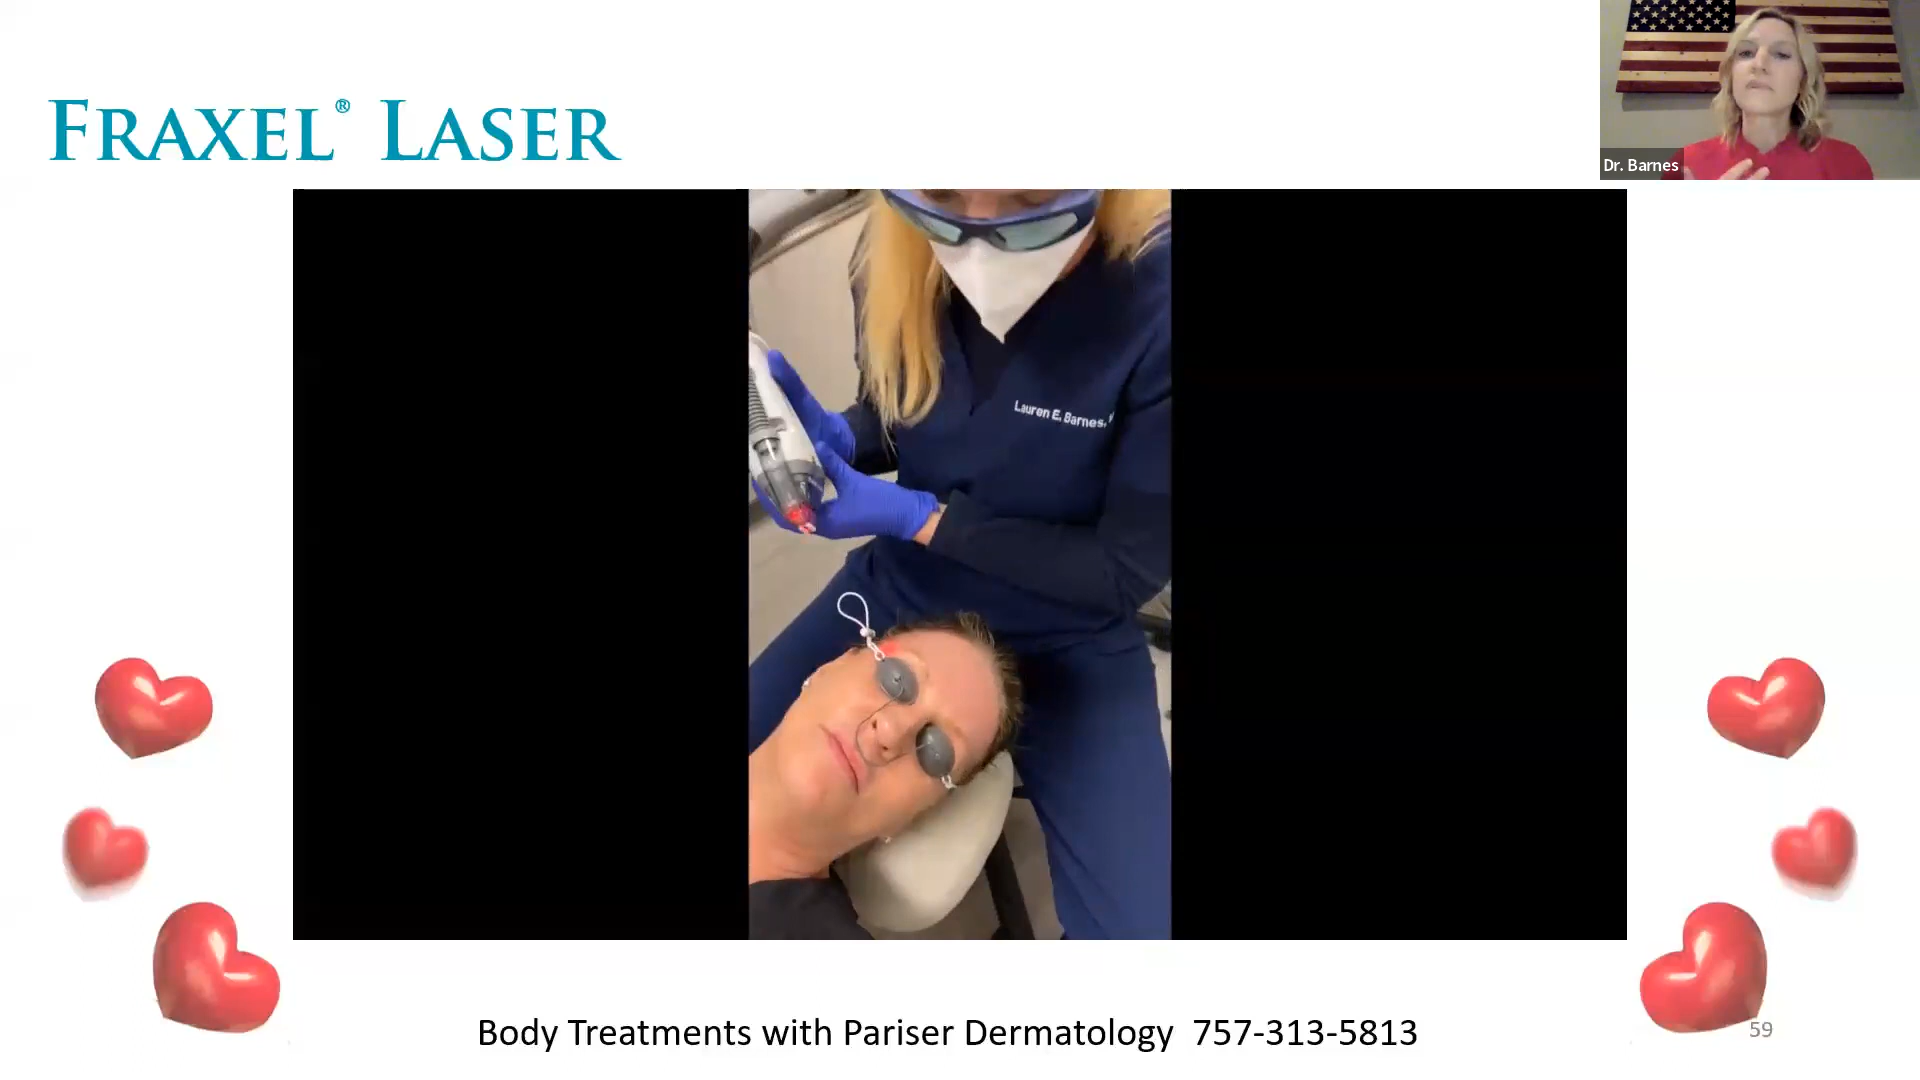 FRAXEL® LASER
Dr. Barnes
Lauren E. Barnes,
Body Treatments with Pariser Dermatology 757-313-5813
59